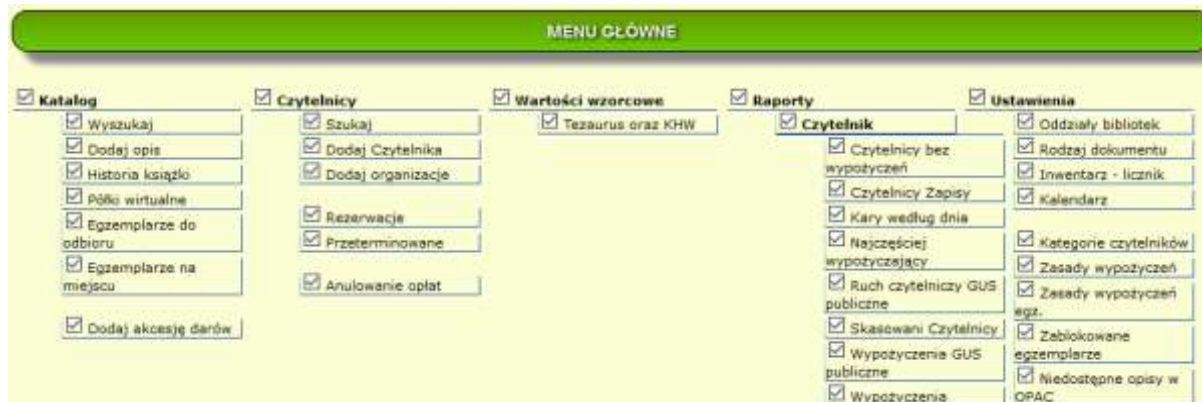 MENU GŁÓWNE
Katalog
Wyszukaj
Dodaj opis
Historia książki
Półki wirtualne
Egzemplarze do
odbioru
Egzemplarze na
miejscu
Dodaj akcesję darów
Czytelnicy
Szukaj
Dodaj Czytelnika
Dodaj organizacje
Rezerwacje
Przeterminowane
Anulowanie opłat
Wartości wzorcowe
Tezaurus oraz KHW
Raporty
Czytelnik
Czytelnicy bez
wypożyczeń
Czytelnicy Zapisy
Kary według dnia
Najczęściej
wypożyczający
Ruch czytelniczy GUS
publiczne
Skasowani Czytelnicy
Wypożyczenia GUS
publiczne
Wypożyczenia
Ustawienia
Oddziały bibliotek
Rodzaj dokumentu
Inwentarz - licznik
Kalendarz
Kategorie czytelników
Zasady wypożyczeń
Zasady wypożyczeń
egz.
Zablokowane
egzemplarze
Niedostępne opisy w
OPAC